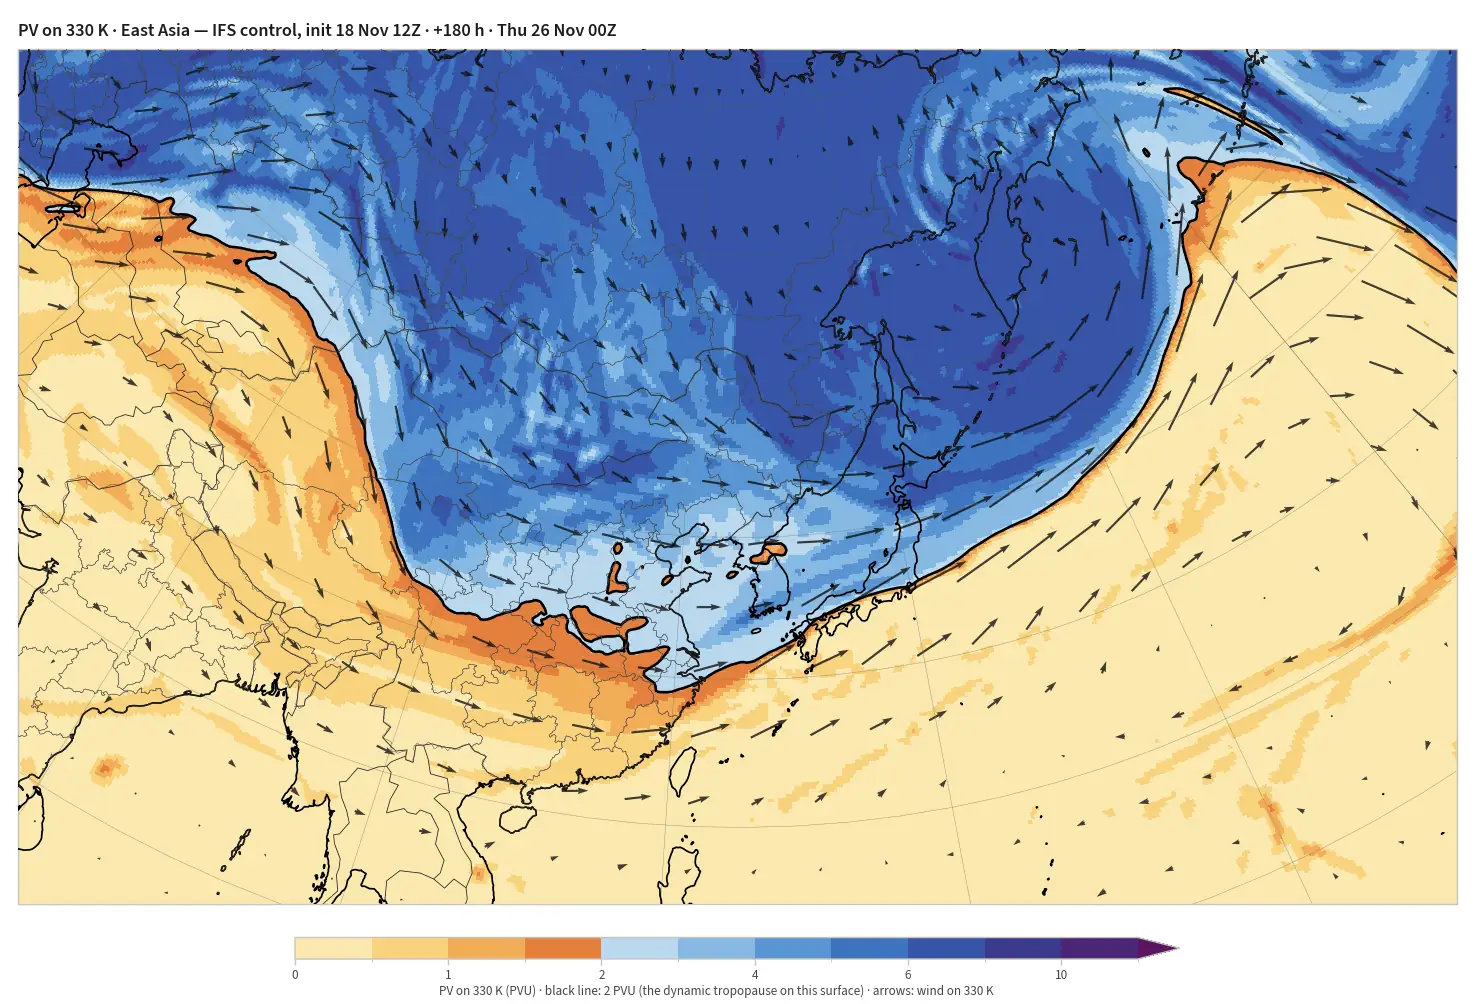 PV on 330 K · East Asia — IFS control, init 18 Nov 12Z · +180 h · Thu 26 Nov 00Z
0 1 2 4 6 10
PV on 330 K (PVU) · black line: 2 PVU (the dynamic tropopause on this surface) · arrows: wind on 330 K